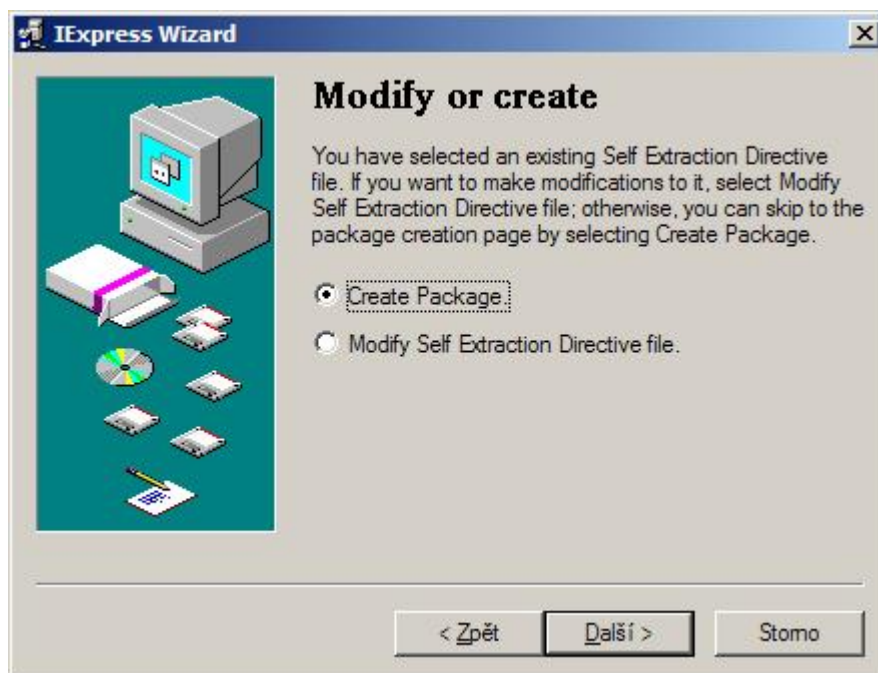 IExpress Wizard
Modify or create
You have selected an existing Self Extraction Directive
file. If you want to make modifications to it, select Modify
Self Extraction Directive file; otherwise, you can skip to the
package creation page by selecting Create Package.
Create Package.
Modify Self Extraction Directive file.
< Zpět Další > Storno